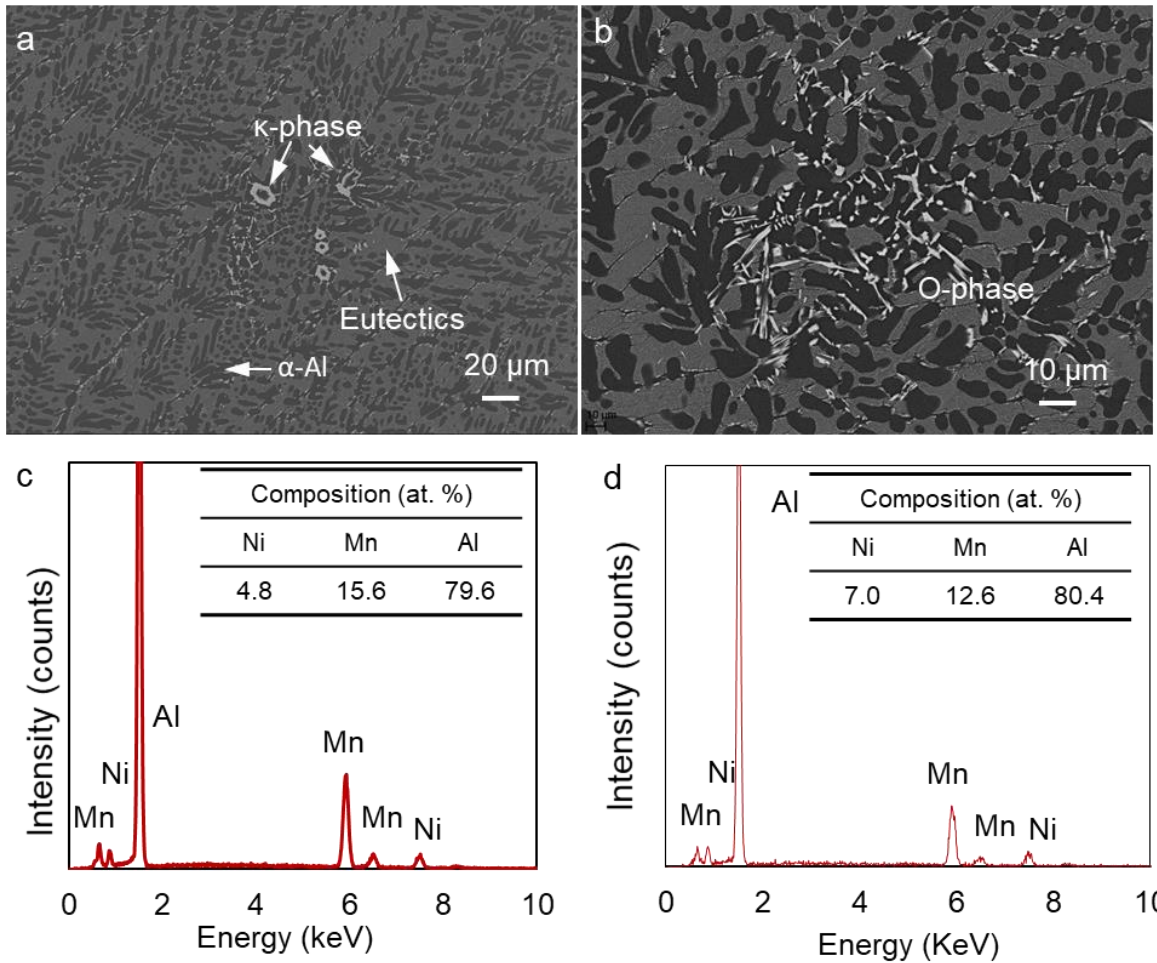 a
κ-phase
Eutectics
α-Al
20 μm
b
O-phase
10 μm
10 μm
c
Composition (at. %)
Ni Mn Al
4.8 15.6 79.6
Al
Ni
Mn
Mn
Mn
Ni
Intensity (counts)
0 2 4 6 8 10
Energy (keV)
d
Composition (at. %)
Ni Mn Al
7.0 12.6 80.4
Al
Ni
Mn
Mn
Mn
Ni
Intensity (counts)
0 2 4 6 8 10
Energy (KeV)